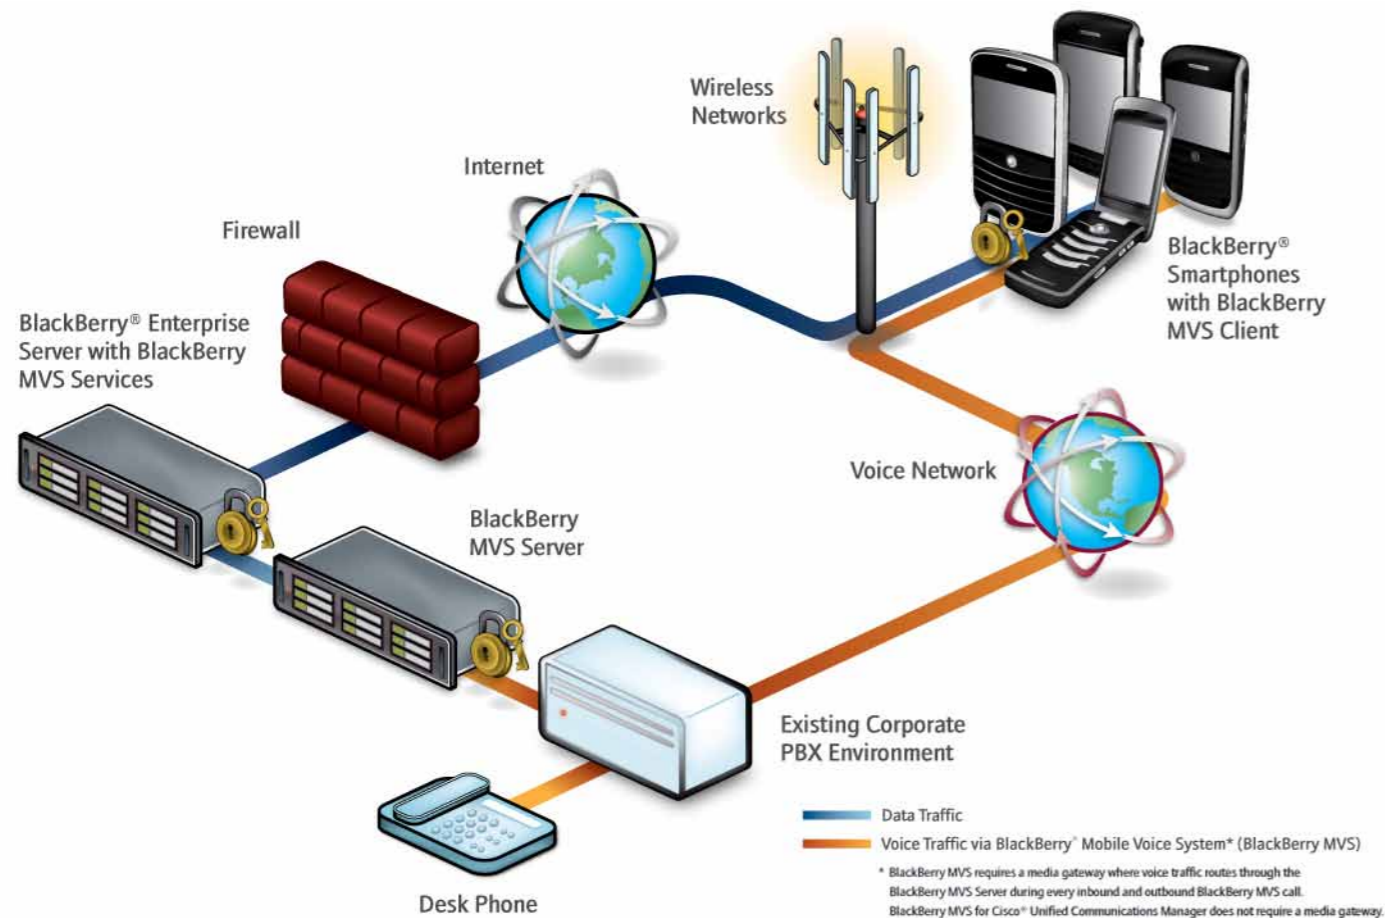 Wireless
Networks
Internet
Firewall
BlackBerry® Smartphones
with BlackBerry
MVS Client
BlackBerry® Enterprise
Server with BlackBerry
MVS Services
Voice Network
BlackBerry
MVS Server
Existing Corporate
PBX Environment
Desk Phone
Data Traffic
Voice Traffic via BlackBerry® Mobile Voice System* (BlackBerry MVS)
* BlackBerry MVS requires a media gateway where voice traffic routes through the
BlackBerry MVS Server during every inbound and outbound BlackBerry MVS call.
BlackBerry MVS for Cisco® Unified Communications Manager does not require a media gateway.